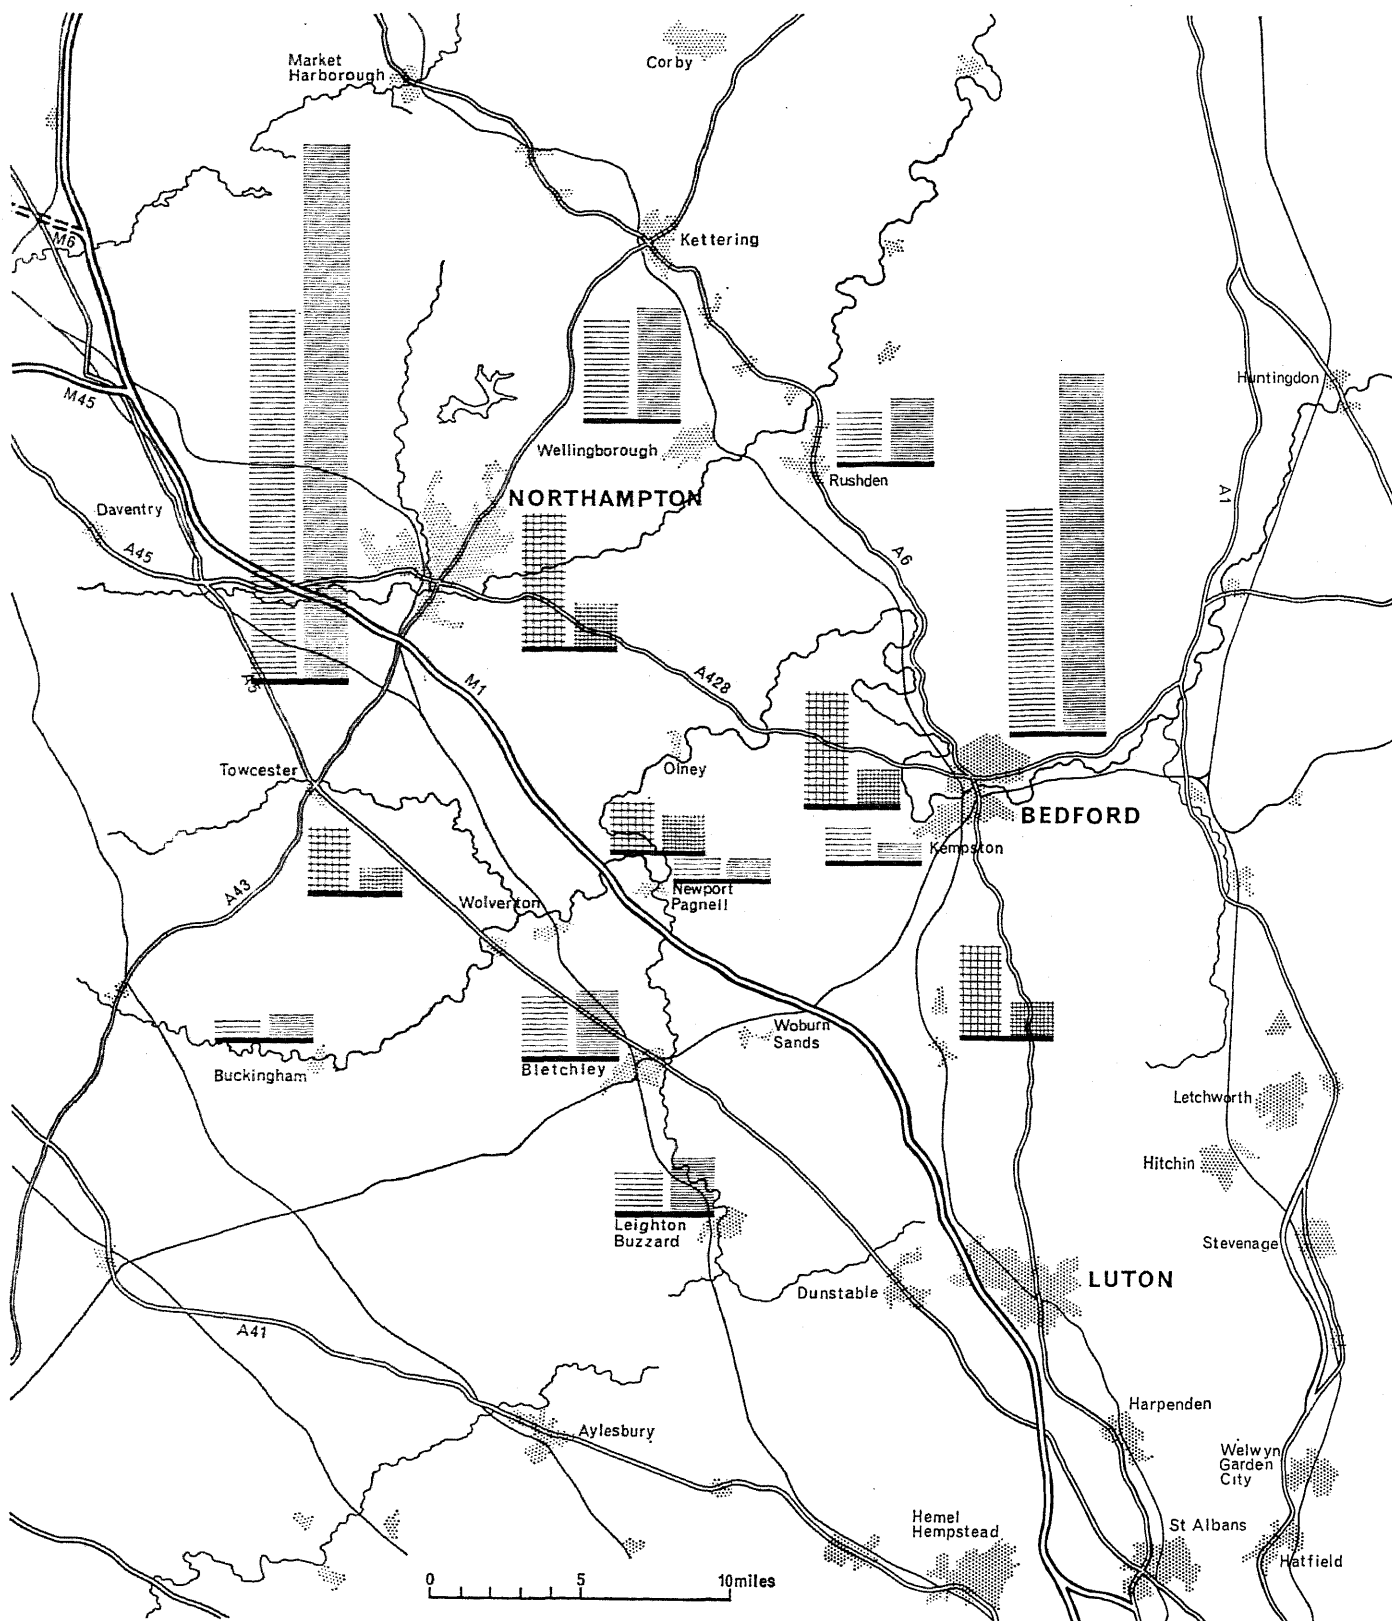 Market
Harborough
Corby
M6
Kettering
M45
Huntingdon
Wellingborough
Rushden
NORTHAMPTON
A1
Daventry
A45
A6
A5
M1
A428
Towcester
Olney
BEDFORD
Kempston
A43
Wolverton
Newport
Pagnell
Woburn
Sands
Buckingham
Bletchley
Letchworth
Hitchin
Leighton
Buzzard
Stevenage
LUTON
Dunstable
A41
Harpenden
Aylesbury
Welwyn
Garden
City
Hemel
Hempstead
St Albans
Hatfield
0 5 10miles